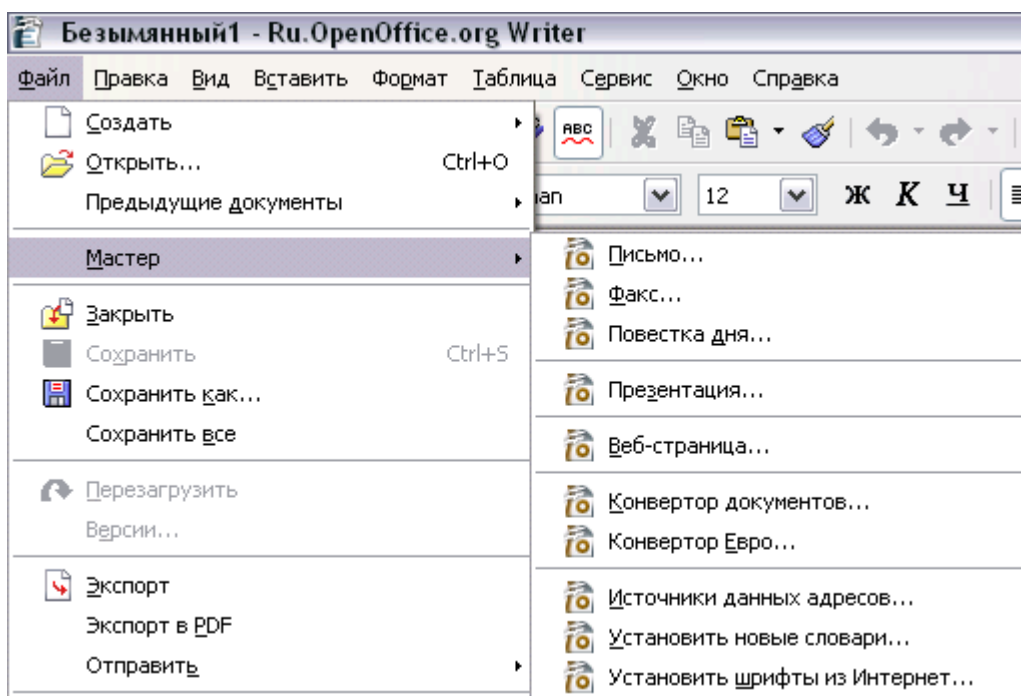 Безымянный1 - Ru.OpenOffice.org Writer
Файл Правка Вид Вставить Формат Таблица Сервис Окно Справка
Создать
Открыть... Ctrl+O
Предыдущие документы
Мастер
Закрыть
Сохранить Ctrl+S
Сохранить как...
Сохранить все
Перезагрузить
Версии...
Экспорт
Экспорт в PDF
Отправить
ABC
12 Ж К Ч
Письмо...
Факс...
Повестка дня...
Презентация...
Веб-страница...
Конвертор документов...
Конвертор Евро...
Источники данных адресов...
Установить новые словари...
Установить шрифты из Интернет...